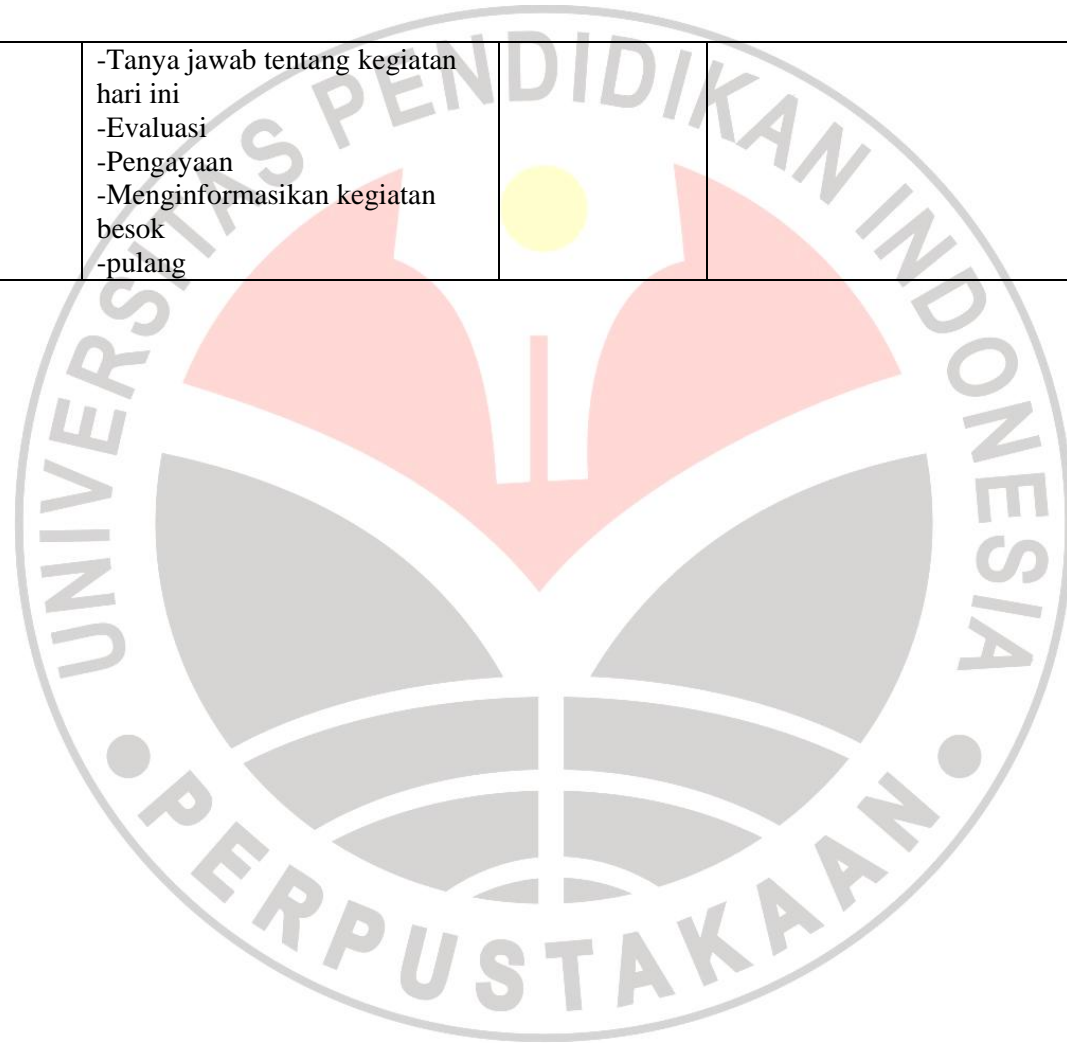 -Tanya jawab tentang kegiatan
hari ini
-Evaluasi
-Pengayaan
-Menginformasikan kegiatan
besok
-pulang
UNIVERSITAS PENDIDIKAN INDONESIA
PERPUSTAKAAN